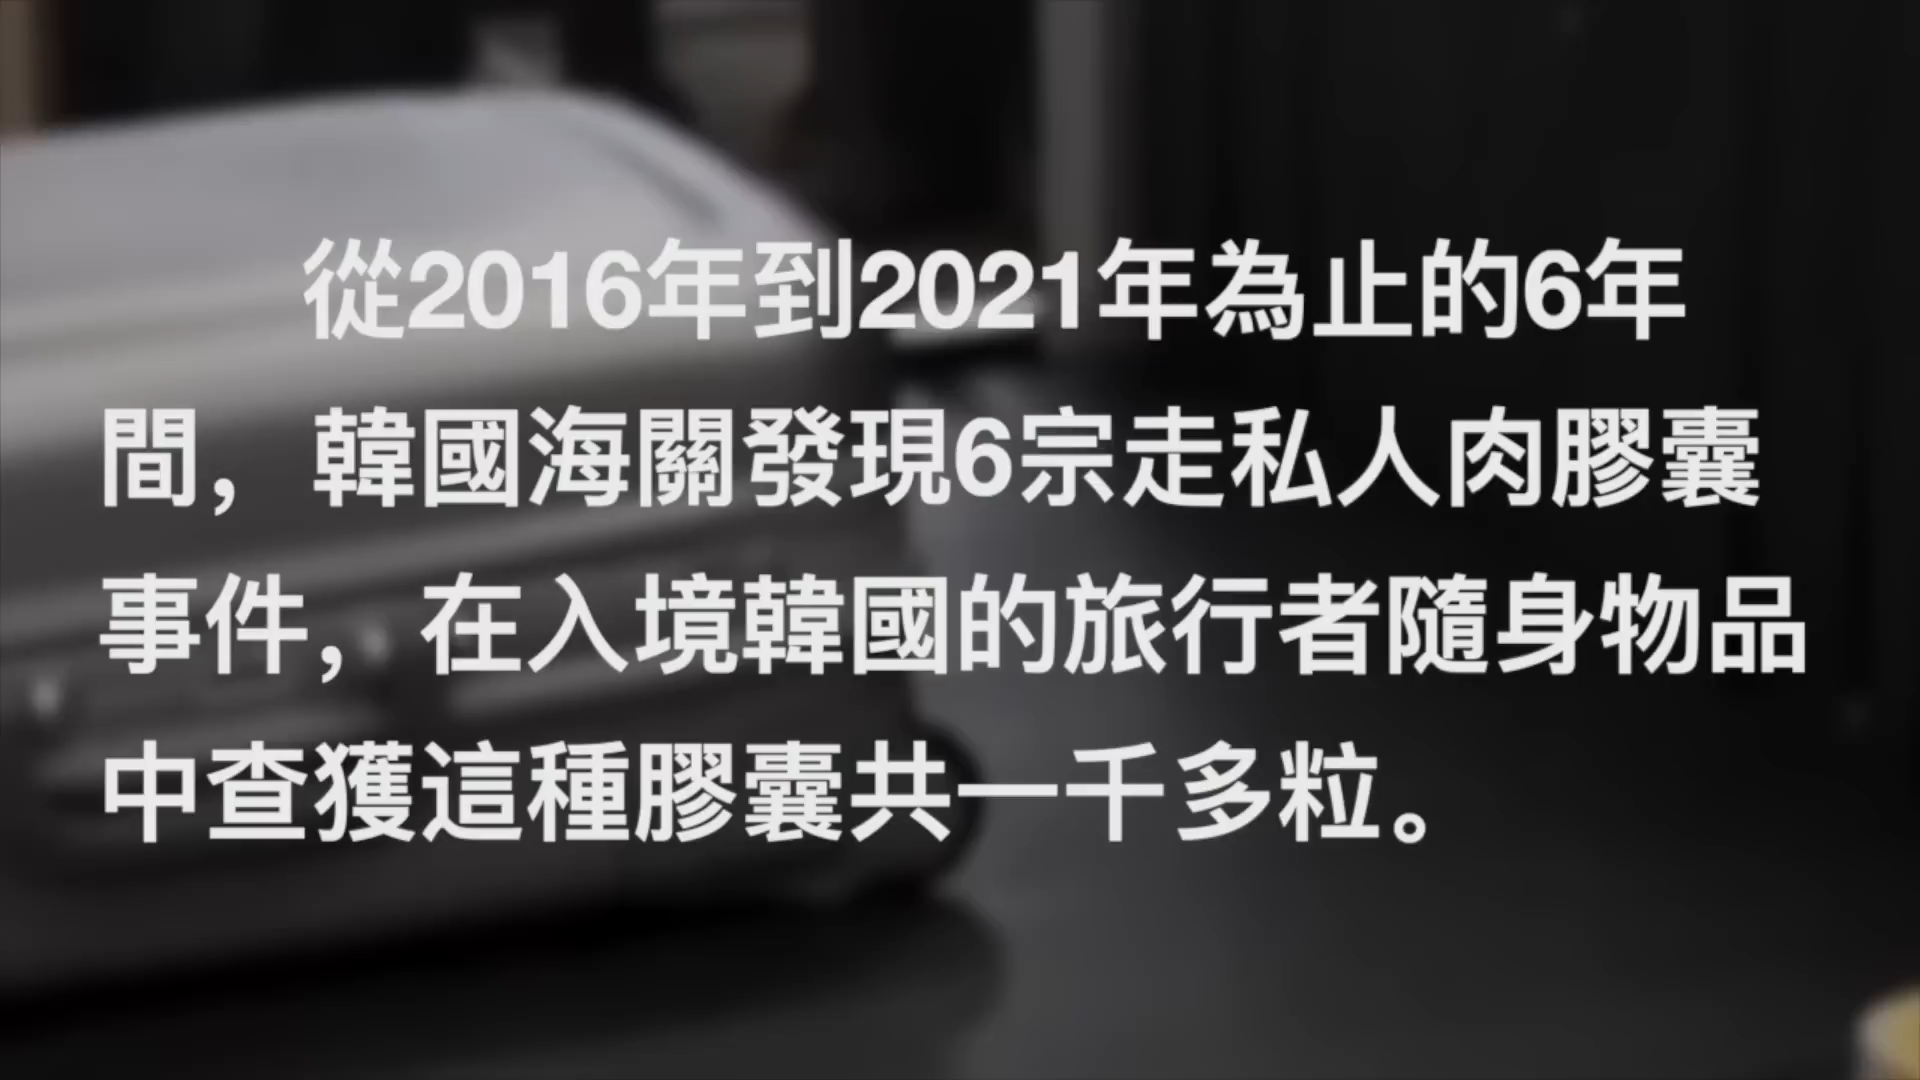 從2016年到2021年為止的6年
間，韓國海關發現6宗走私人肉膠囊
事件，在入境韓國的旅行者隨身物品
中查獲這種膠囊共一千多粒。